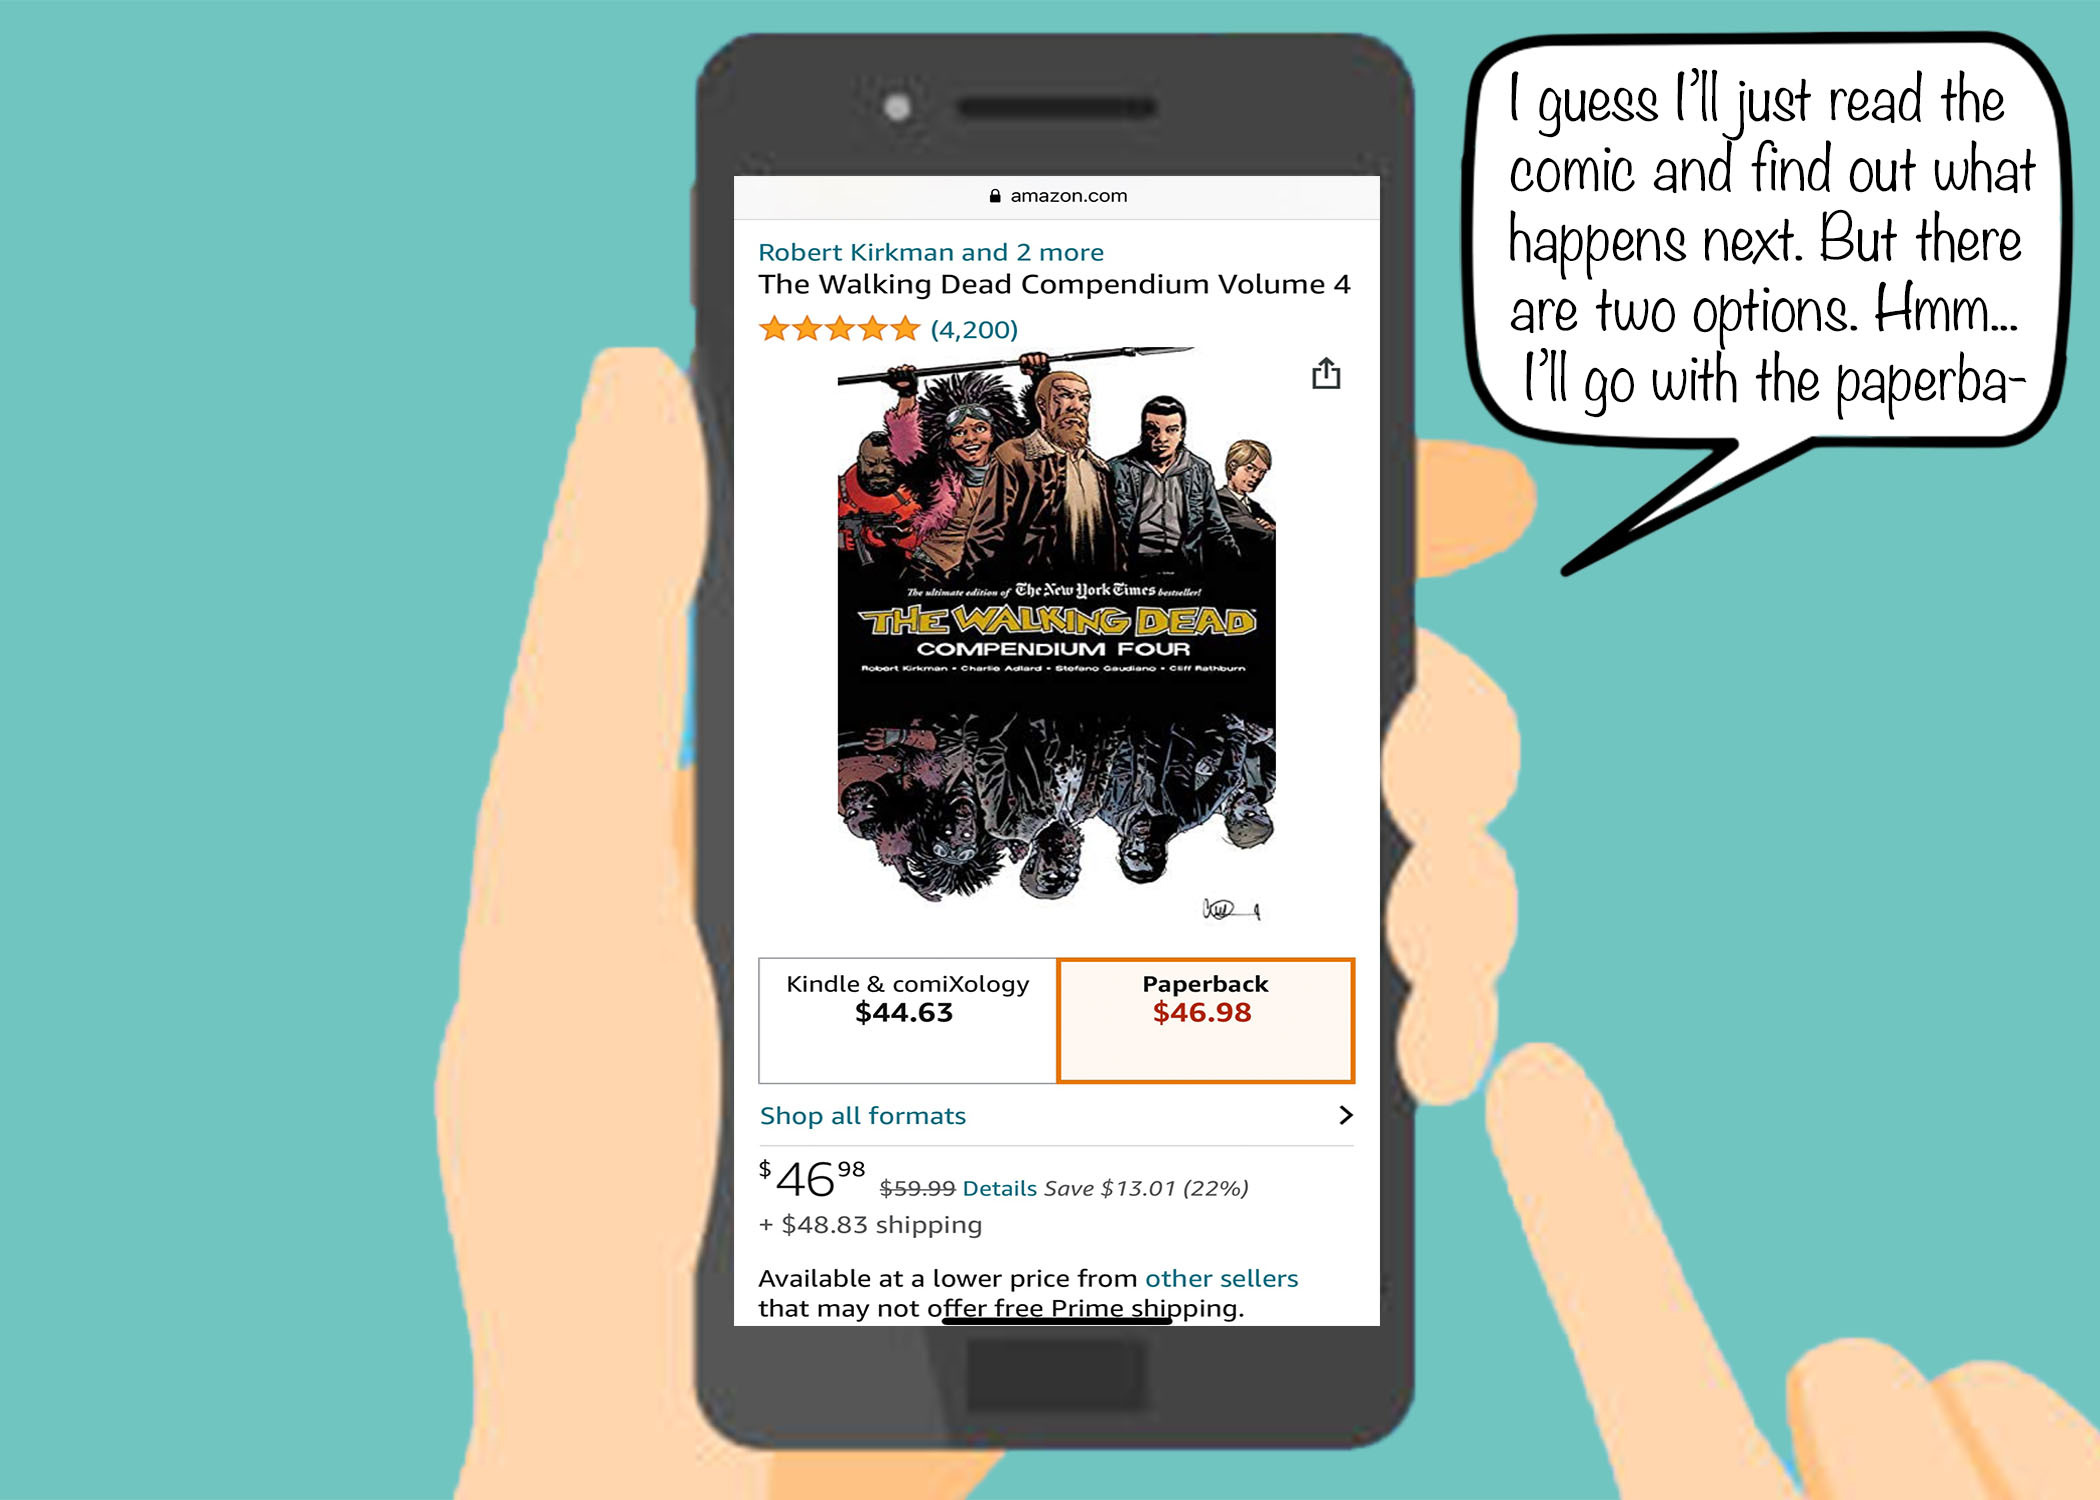 I guess I'll just read the
comic and find out what
happens next. But there
are two options. Hmm...
I'll go with the paperba-
amazon.com
Robert Kirkman and 2 more
The Walking Dead Compendium Volume 4
(4,200)
The ultimate edition of The New York Times bestseller!
THE WALKING DEAD
COMPENDIUM FOUR
Robert Kirkman • Charlie Adlard • Stefano Gaudiano • Cliff Rathburn
Kindle & comiXology
$44.63
Paperback
$46.98
Shop all formats
$46.98 $59.99 Details Save $13.01 (22%)
+ $48.83 shipping
Available at a lower price from other sellers
that may not offer free Prime shipping.